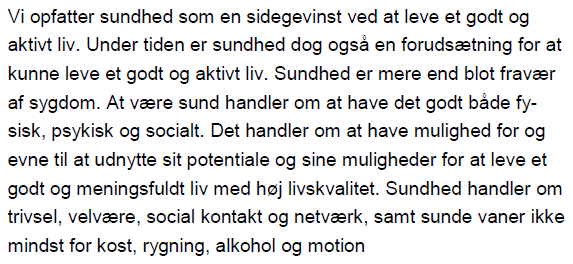 Vi opfatter sundhed som en sidegevinst ved at leve et godt og
aktivt liv. Under tiden er sundhed dog også en forudsætning for at
kunne leve et godt og aktivt liv. Sundhed er mere end blot fravær
af sygdom. At være sund handler om at have det godt både fy-
sisk, psykisk og socialt. Det handler om at have mulighed for og
evne til at udnytte sit potentiale og sine muligheder for at leve et
godt og meningsfuldt liv med høj livskvalitet. Sundhed handler om
trivsel, velvære, social kontakt og netværk, samt sunde vaner ikke
mindst for kost, rygning, alkohol og motion